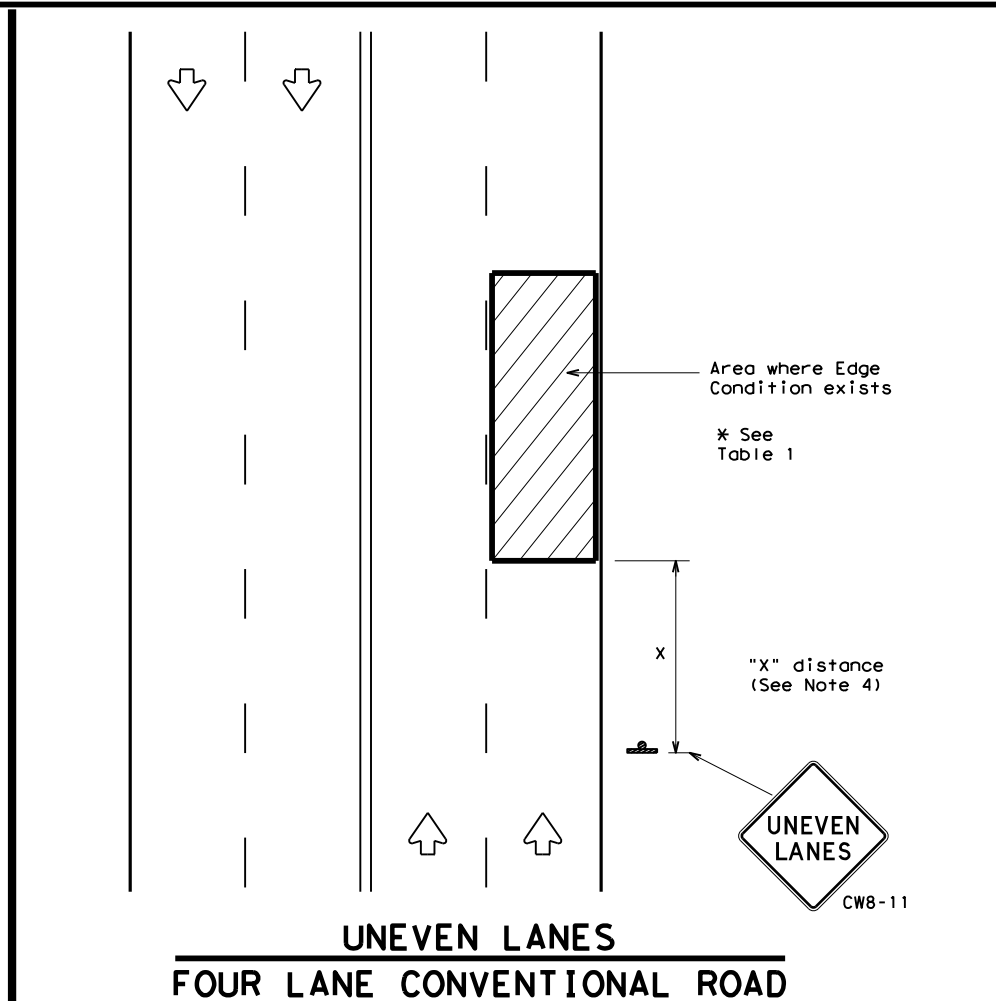 Area where Edge
Condition exists
* See
Table 1
X
"X" distance
(See Note 4)
UNEVEN
LANES
CW8-11
UNEVEN LANES
FOUR LANE CONVENTIONAL ROAD